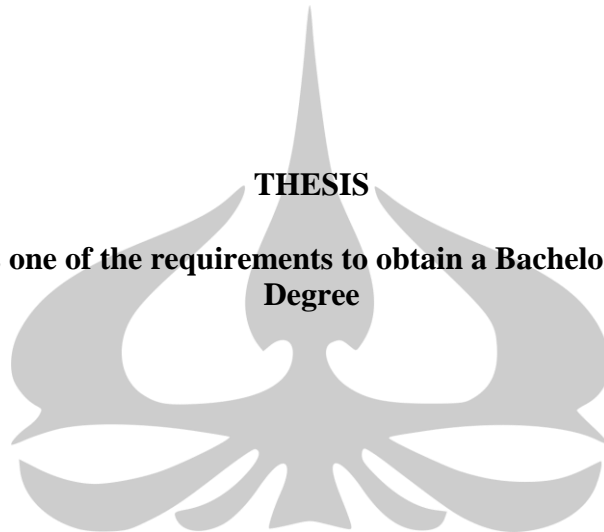 THESIS
one of the requirements to obtain a Bachelo
Degree